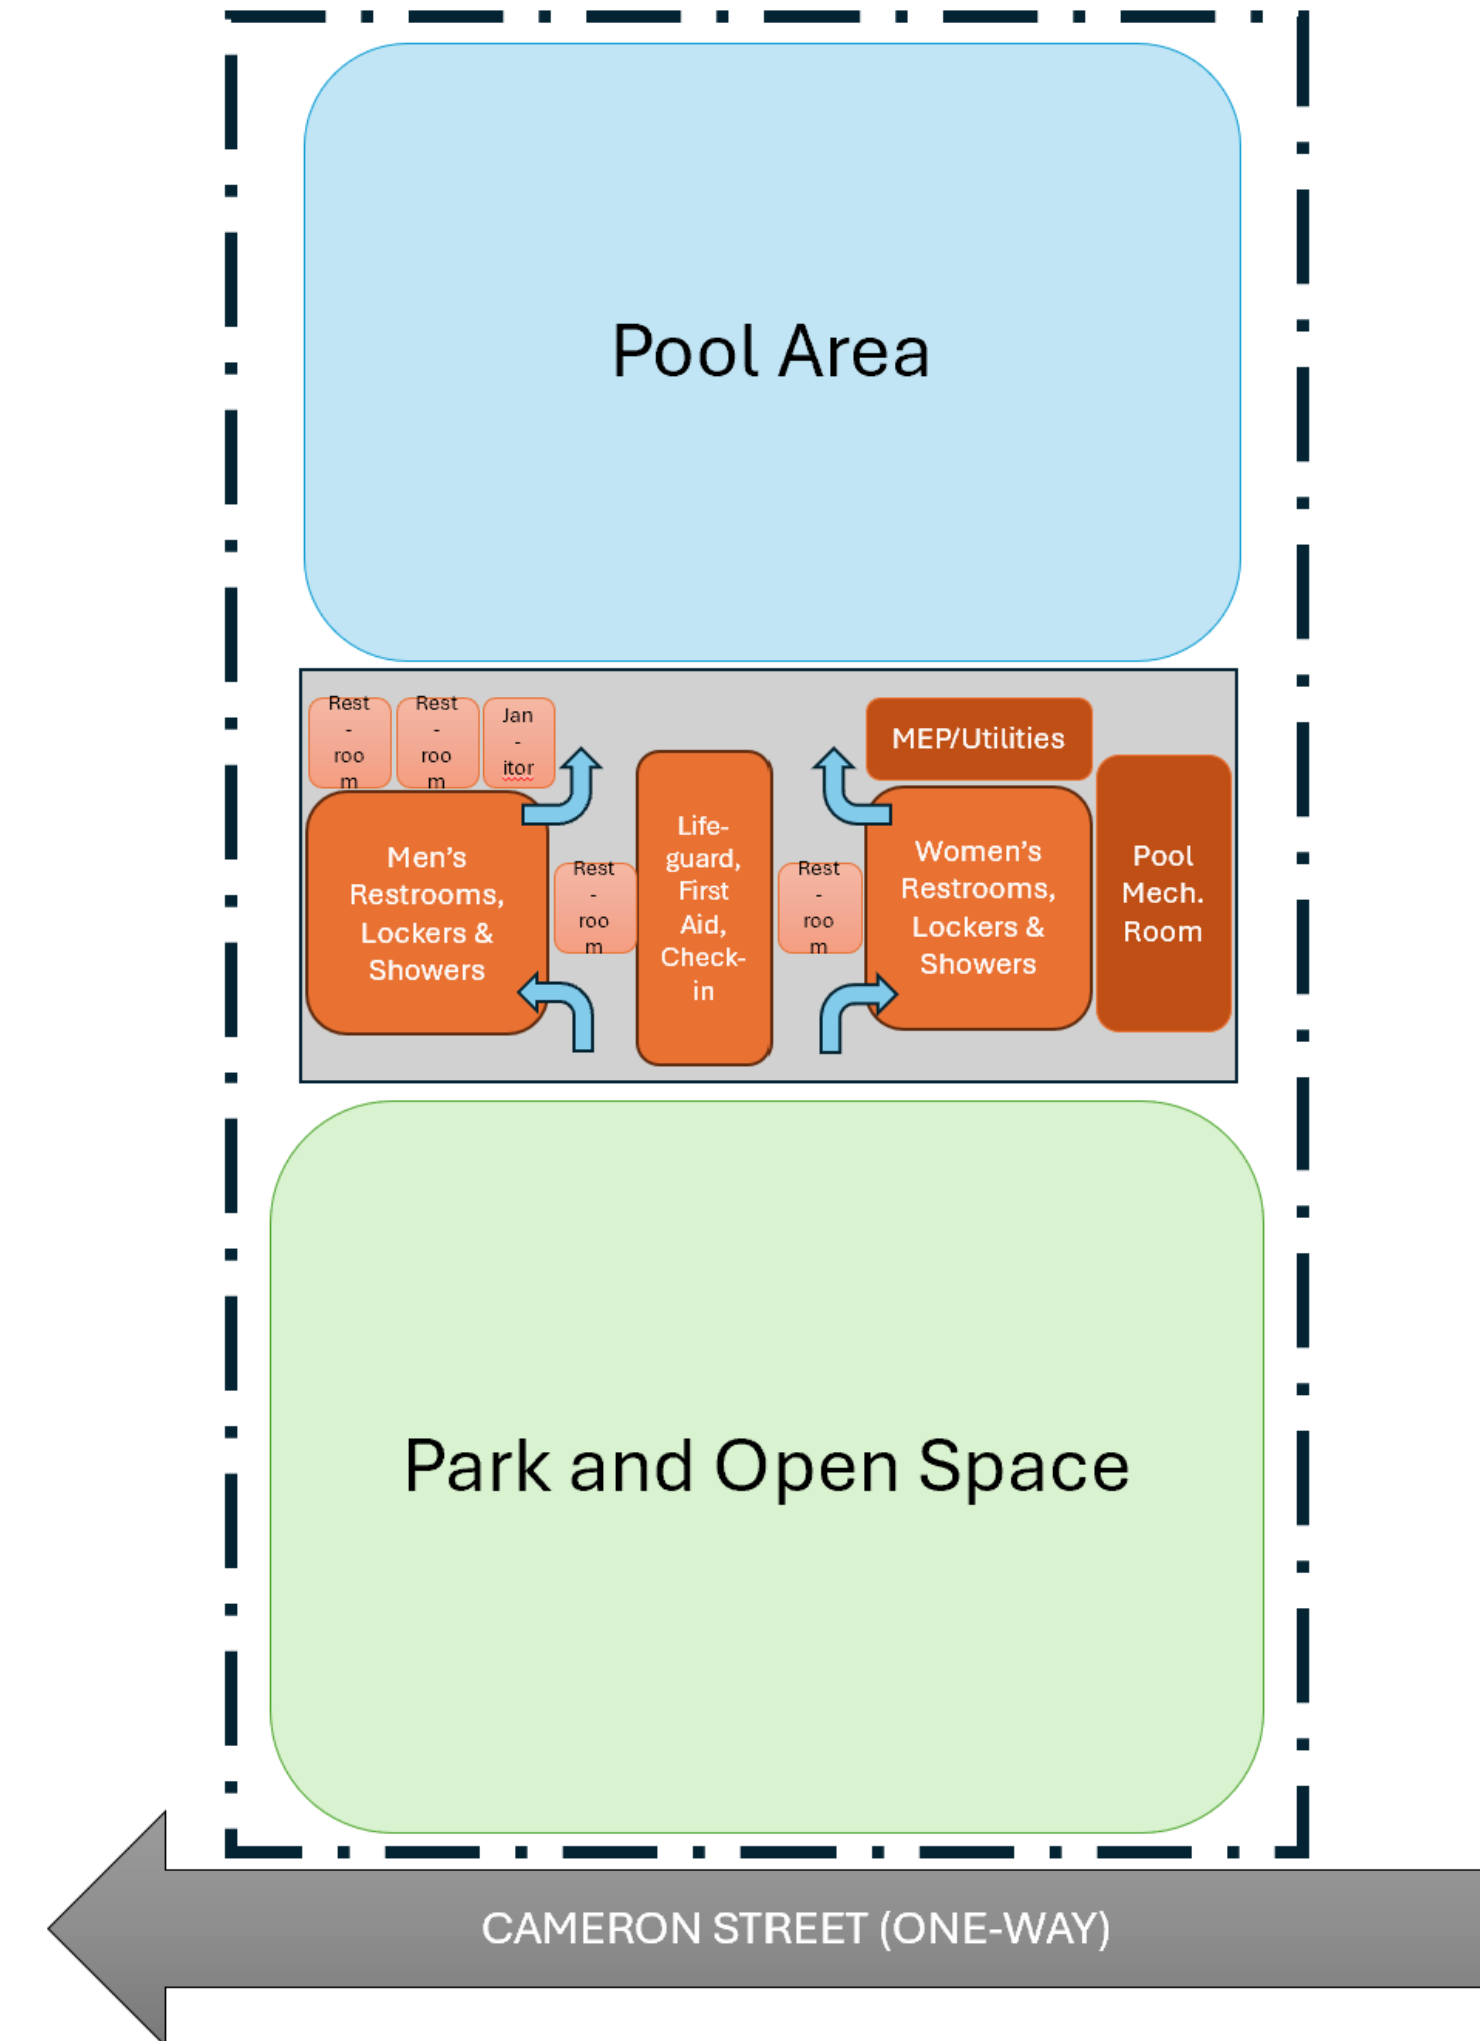 Pool Area
Rest
-
roo
m
Rest
-
roo
m
Jan
-
itor
MEP/Utilities
Men’s
Restrooms,
Lockers &
Showers
Rest
-
roo
m
Life-
guard,
First
Aid,
Check-
in
Rest
-
roo
m
Women’s
Restrooms,
Lockers &
Showers
Pool
Mech.
Room
Park and Open Space
CAMERON STREET (ONE-WAY)